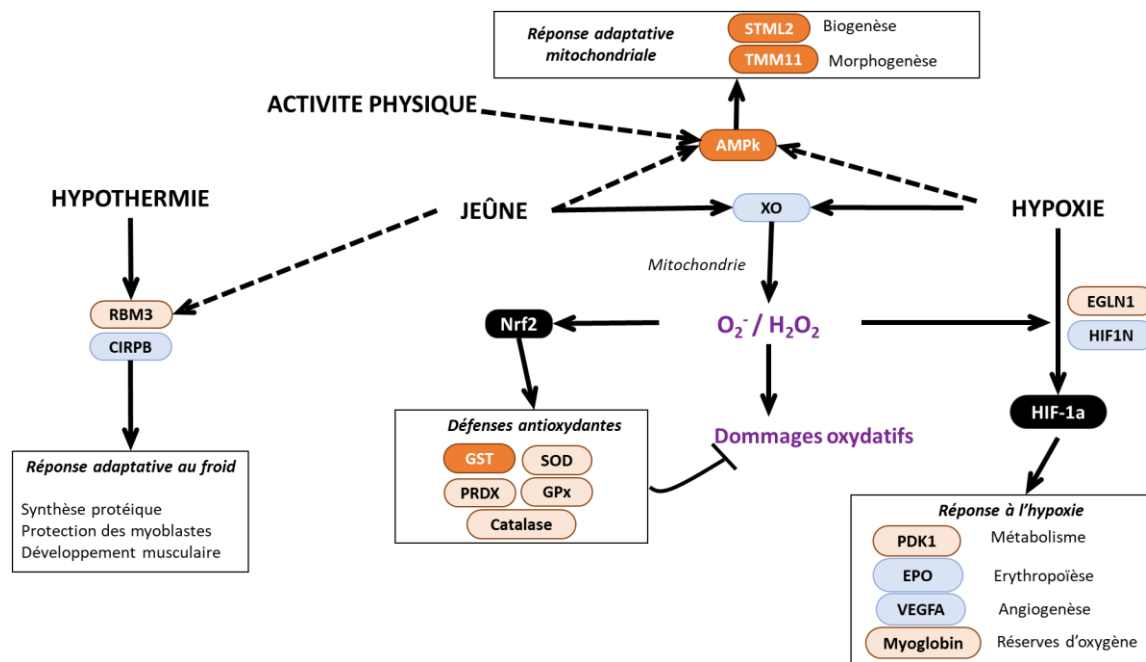 Réponse adaptative
mitochondriale
STML2
Biogenèse
TMM11
Morphogenèse
ACTIVITE PHYSIQUE
AMPk
HYPOTHERMIE
JEÛNE
XO
HYPOXIE
Mitochondrie
RBM3
CIRPB
Nrf2
O₂⁻ / H₂O₂
EGLN1
HIF1N
HIF-1a
Défenses antioxydantes
GST
SOD
PRDX
GPx
Catalase
Dommages oxydatifs
Réponse adaptative au froid
Synthèse protéique
Protection des myoblastes
Développement musculaire
Réponse à l’hypoxie
PDK1
Métabolisme
EPO
Erythropoïèse
VEGFA
Angiogenèse
Myoglobin
Réserves d’oxygène